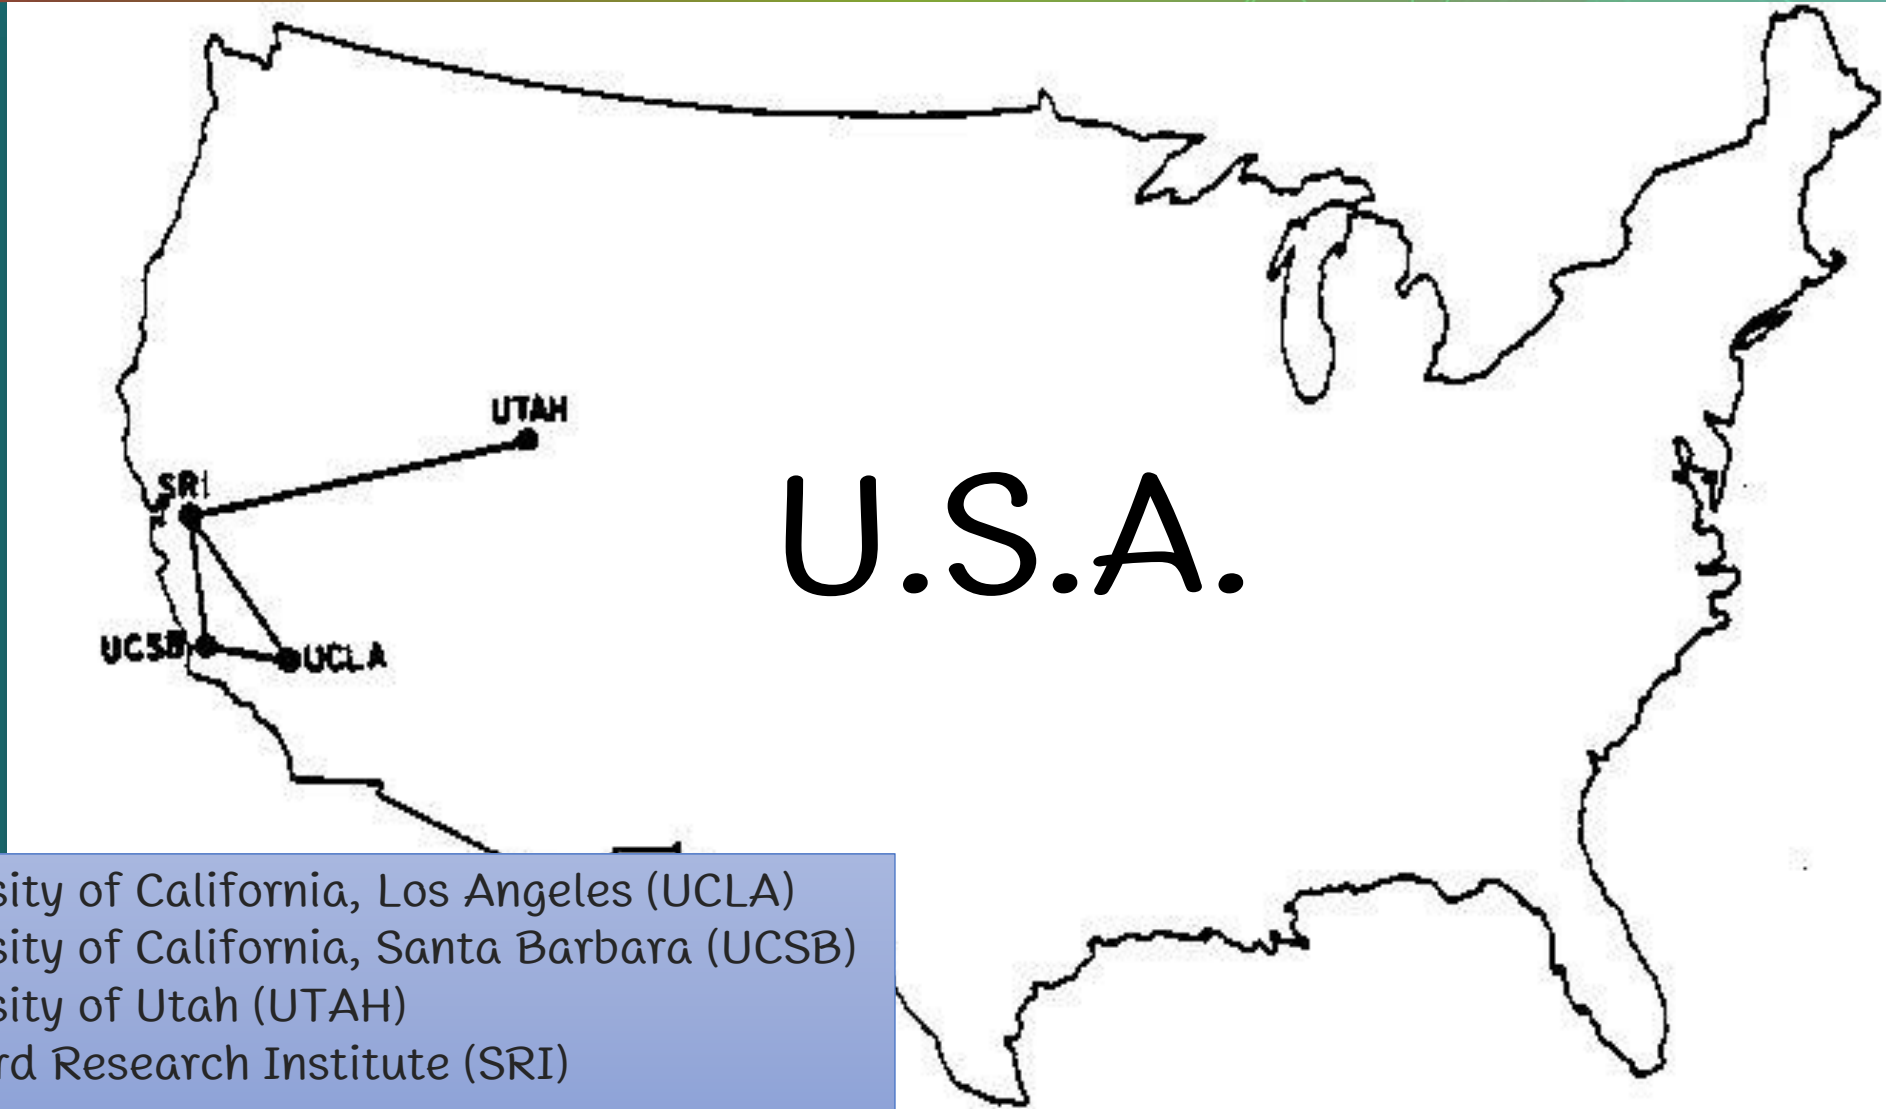 UTAH
SRI
U.S.A.
UCSB
UCLA
sity of California, Los Angeles (UCLA)
sity of California, Santa Barbara (UCSB)
sity of Utah (UTAH)
rd Research Institute (SRI)